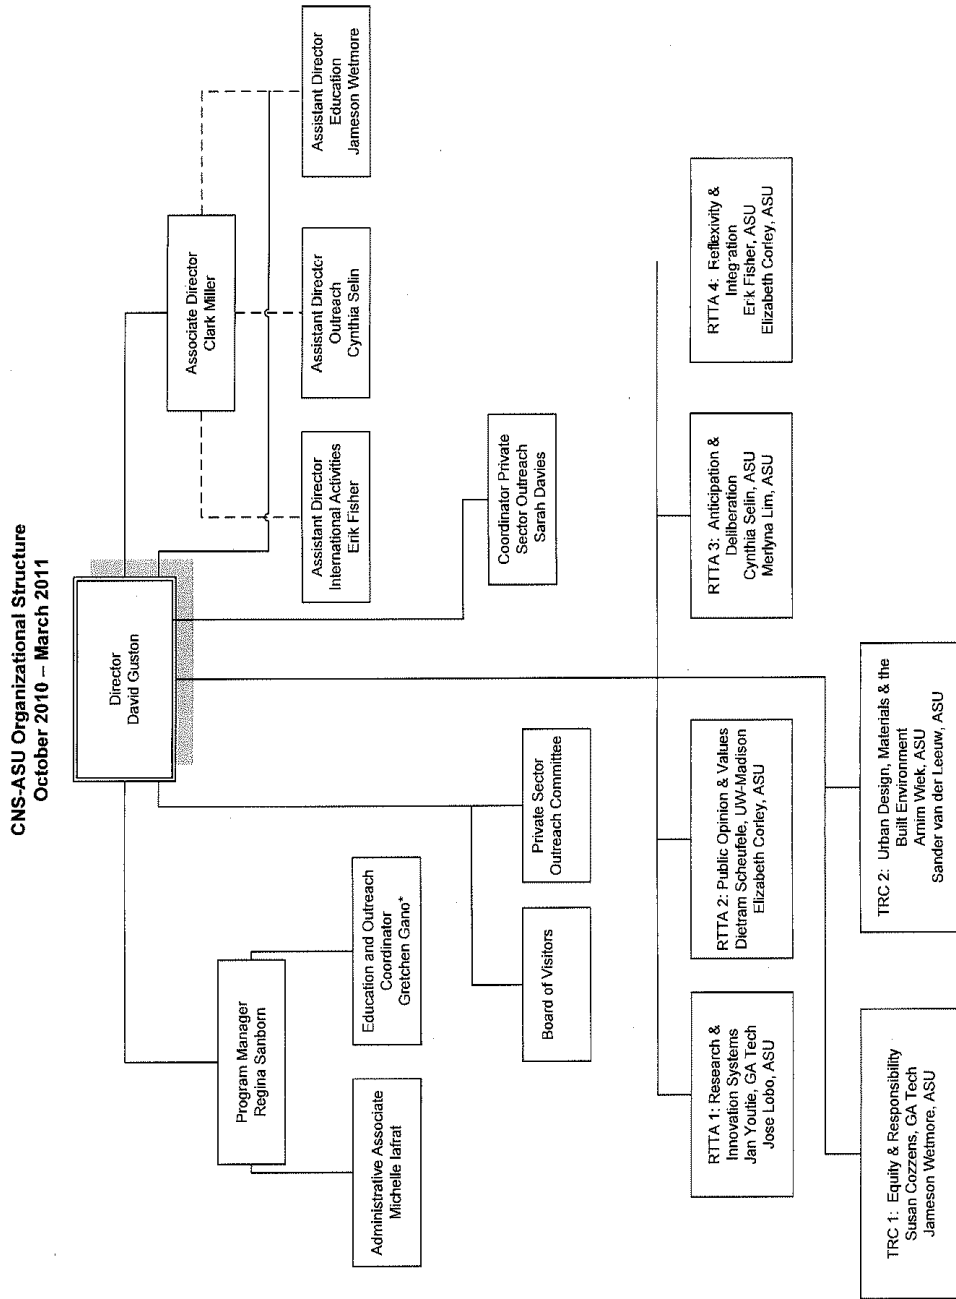 CNS-ASU Organizational Structure
October 2010 – March 2011
Director
David Guston
Program Manager
Regina Sanborn
Associate Director
Clark Miller
Administrative Associate
Michelle Iafrat
Education and Outreach
Coordinator
Gretchen Gano*
Assistant Director
International Activities
Erik Fisher
Assistant Director
Outreach
Cynthia Selin
Assistant Director
Education
Jameson Wetmore
Board of Visitors
Private Sector
Outreach Committee
Coordinator Private
Sector Outreach
Sarah Davies
RTTA 1: Research &
Innovation Systems
Jan Youtie, GA Tech
Jose Lobo, ASU
RTTA 2: Public Opinion & Values
Dietram Scheufele, UW-Madison
Elizabeth Corley, ASU
RTTA 3: Anticipation &
Deliberation
Cynthia Selin, ASU
Merlyna Lim, ASU
RTTA 4: Reflexivity &
Integration
Erik Fisher, ASU
Elizabeth Corley, ASU
TRC 1: Equity & Responsibility
Susan Cozzens, GA Tech
Jameson Wetmore, ASU
TRC 2: Urban Design, Materials & the
Built Environment
Arnim Wiek, ASU
Sander van der Leeuw, ASU